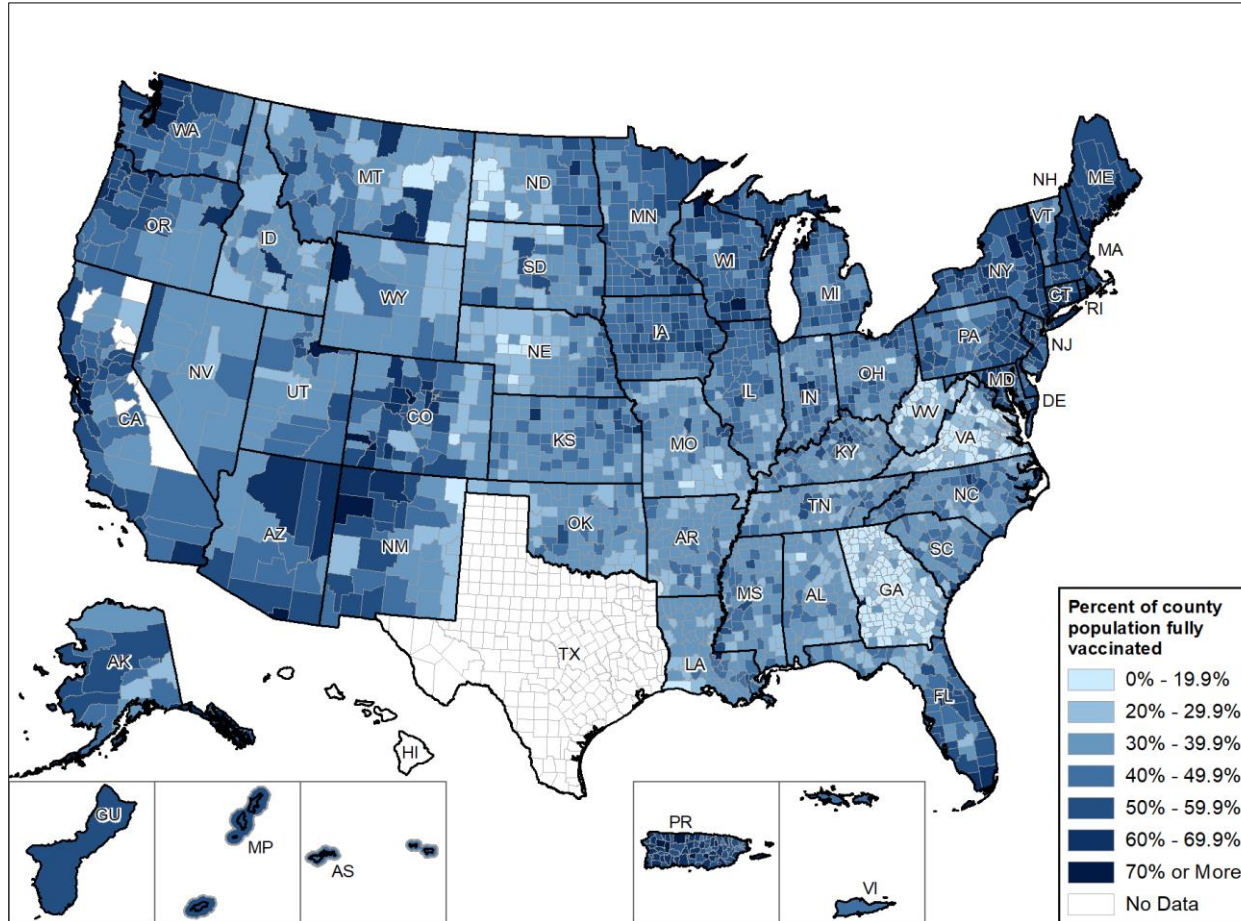 WA
MT
ND
MN
NH
ME
VT
OR
ID
SD
WI
MI
NY
MA
CT
RI
WY
IA
PA
NJ
NE
NV
UT
IL
IN
OH
MD
DE
CA
CO
KS
MO
WV
VA
KY
NC
AZ
NM
OK
AR
TN
SC
MS
AL
GA
TX
LA
FL
AK
HI
GU
MP
AS
PR
VI
Percent of county
population fully
vaccinated
0% - 19.9%
20% - 29.9%
30% - 39.9%
40% - 49.9%
50% - 59.9%
60% - 69.9%
70% or More
No Data